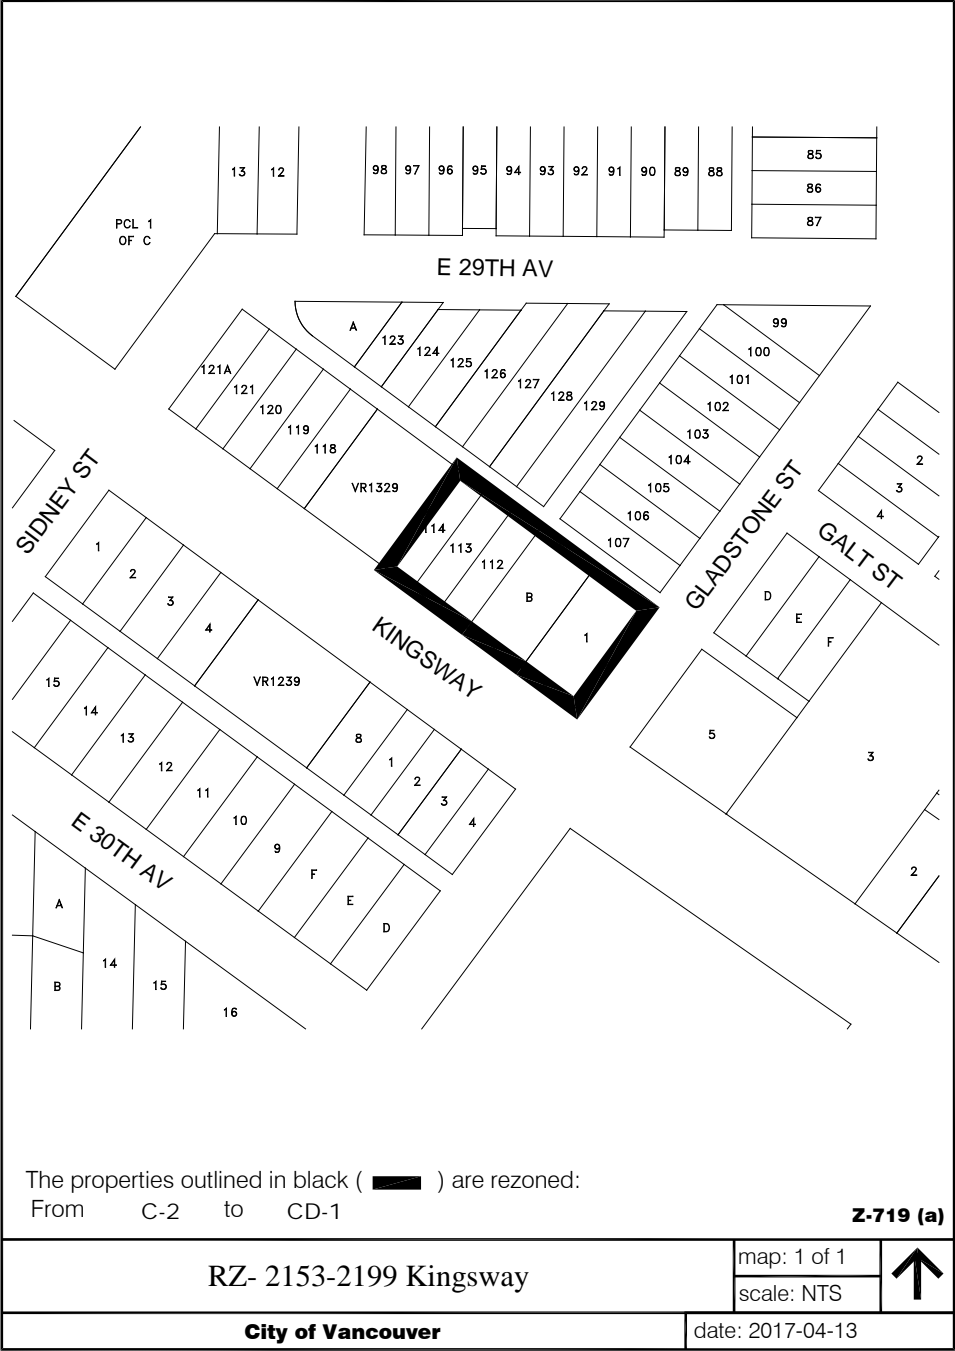 13 12 98 97 96 95 94 93 92 91 90 89 88 85
86
87
PCL 1
OF C
E 29TH AV
A 123 124 125 126 127 128 129
99
100
101
102
103
104
105
106
107
121A 121 120 119 118 VR1329
114 113 112 B 1
SIDNEY ST
GLADSTONE ST
GALT ST
2
3
4
D E F
5 3 2
KINGSWAY
1 2 3 4 VR1239 8 1 2 3 4
15 14 13 12 11 10 9 F E D
E 30TH AV
A
B
14 15 16
The properties outlined in black ( ) are rezoned:
From C-2 to CD-1
Z-719 (a)
RZ- 2153-2199 Kingsway
map: 1 of 1
scale: NTS
City of Vancouver
date: 2017-04-13